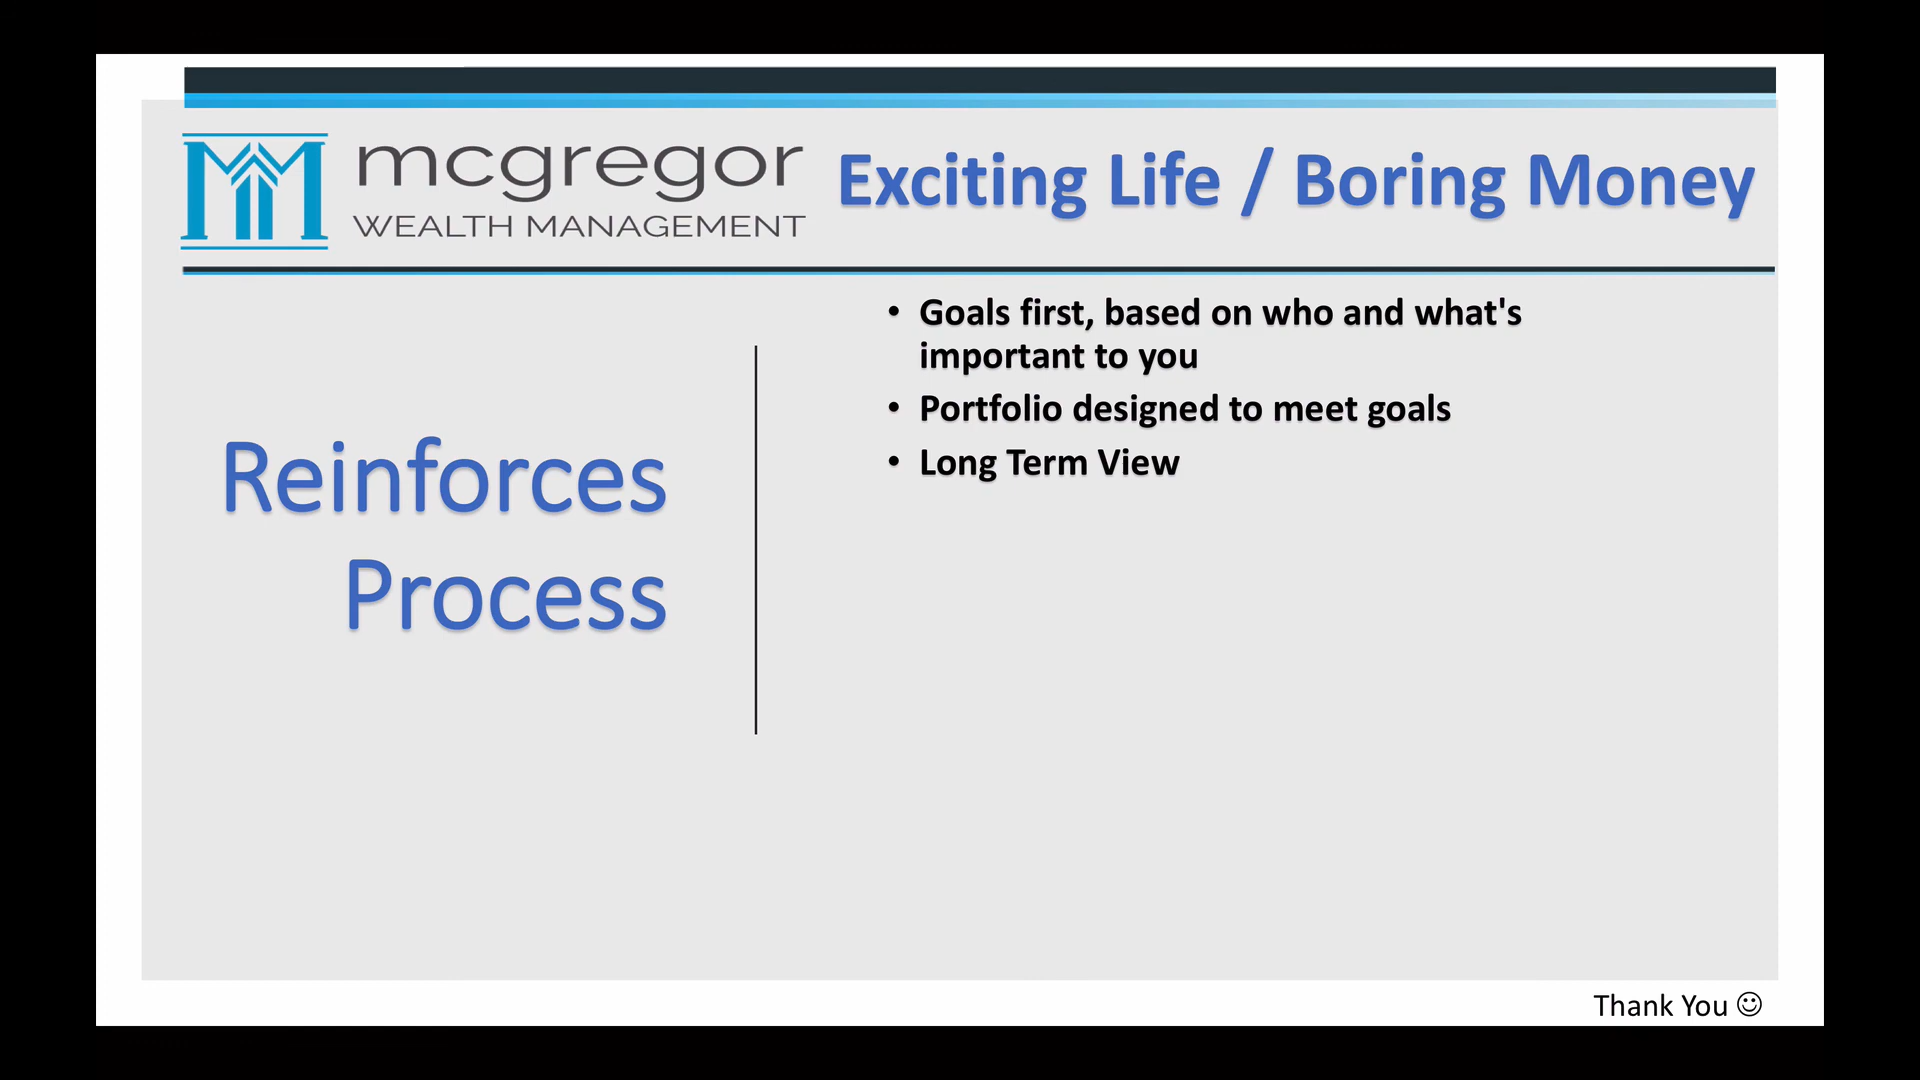 mcgregor
WEALTH MANAGEMENT
Exciting Life / Boring Money
Reinforces
Process
• Goals first, based on who and what's
important to you
• Portfolio designed to meet goals
• Long Term View
Thank You ☺